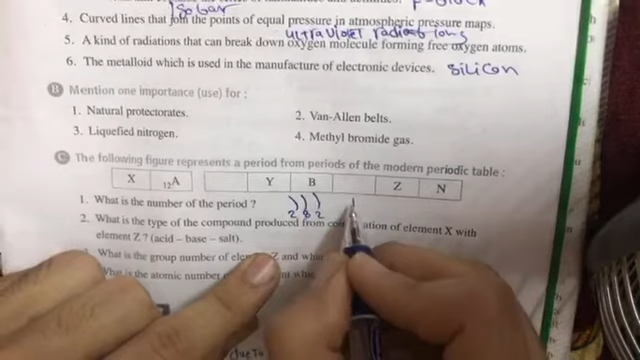 Isobar
P-block
4. Curved lines that join the points of equal pressure in atmospheric pressure maps.
ultraviolet radiations
5. A kind of radiations that can break down oxygen molecule forming free oxygen atoms.
6. The metalloid which is used in the manufacture of electronic devices. silicon
B Mention one importance (use) for :
1. Natural protectorates. 2. Van-Allen belts.
3. Liquefied nitrogen. 4. Methyl bromide gas.
C The following figure represents a period from periods of the modern periodic table :
X 12A Y B Z N
1. What is the number of the period ?
2 8 2
2. What is the type of the compound produced from ation of element X with
element Z ? (acid – base – salt).
What is the group number of Z and
What is the atomic number
due To